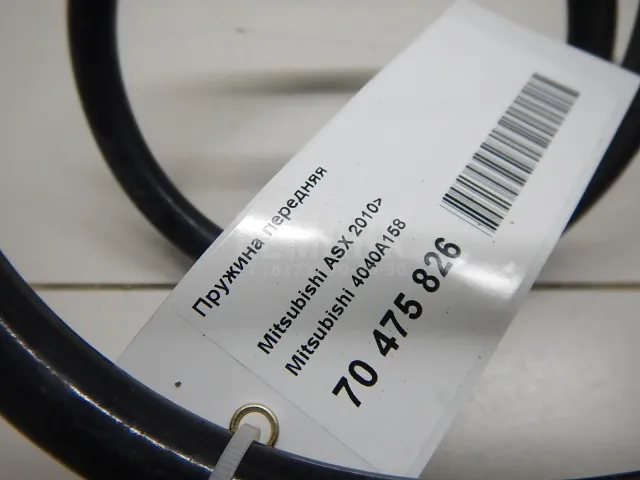 Пружина передняя
Mitsubishi ASX 2010>
Mitsubishi 4040A158
70 475 826